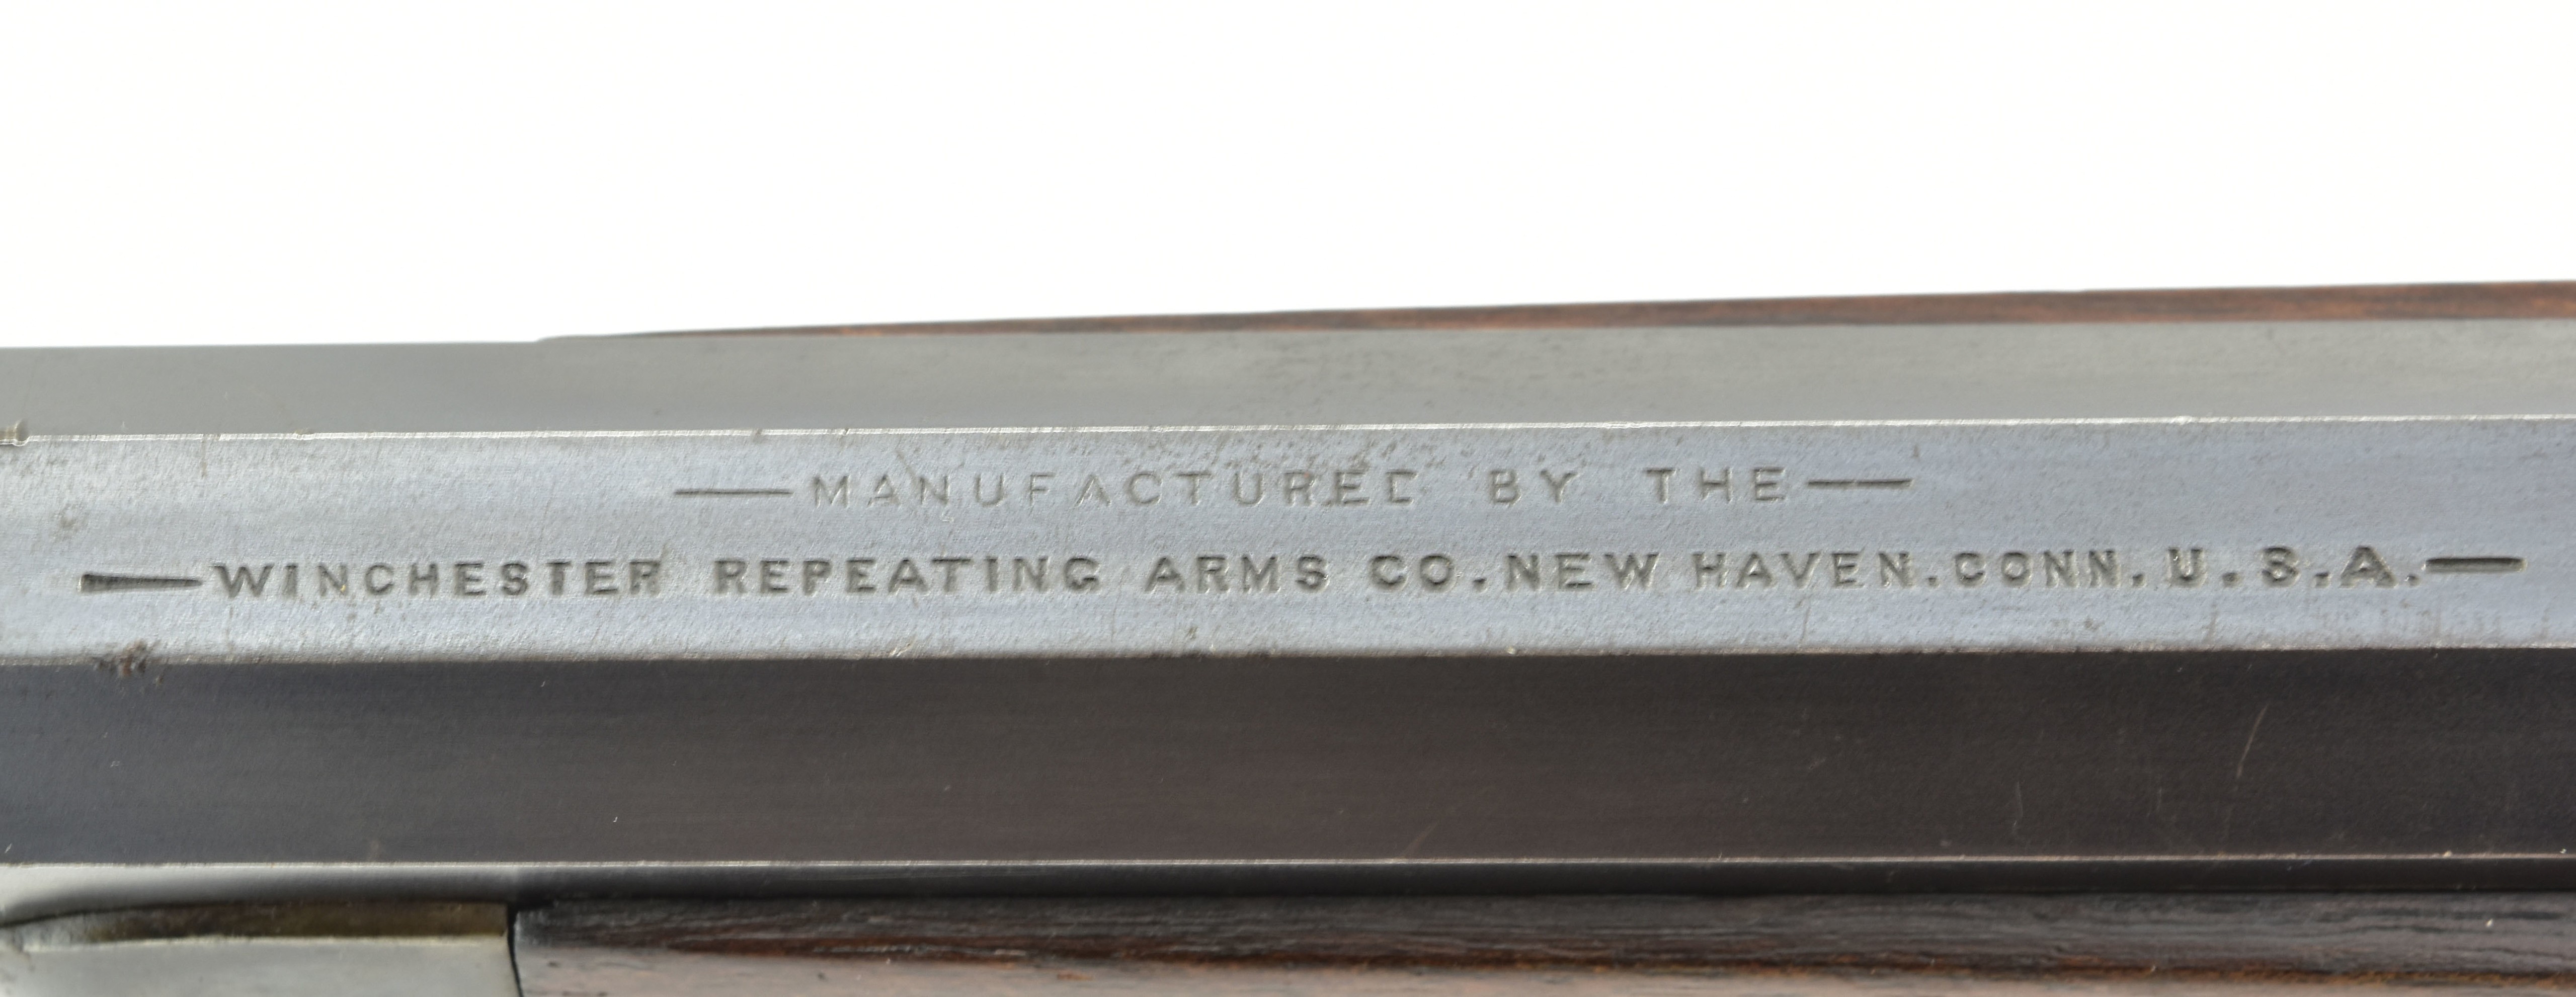 —MANUFACTURED BY THE—
—WINCHESTER REPEATING ARMS CO. NEW HAVEN. CONN. U.S.A.—